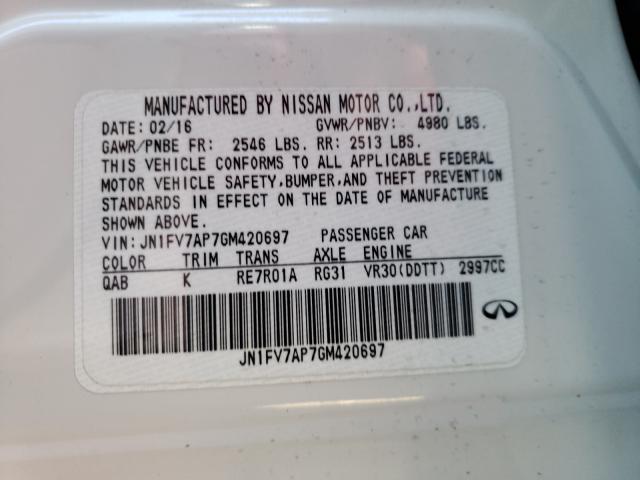 MANUFACTURED BY NISSAN MOTOR CO.,LTD.
DATE: 02/16 GVWR/PNBV: 4980 LBS.
GAWR/PNBE FR: 2546 LBS. RR: 2513 LBS.
THIS VEHICLE CONFORMS TO ALL APPLICABLE FEDERAL
MOTOR VEHICLE SAFETY,BUMPER,AND THEFT PREVENTION
STANDARDS IN EFFECT ON THE DATE OF MANUFACTURE
SHOWN ABOVE.
VIN: JN1FV7AP7GM420697 PASSENGER CAR
COLOR TRIM TRANS AXLE ENGINE
QAB K RE7R01A RG31 VR30(DDTT) 2997CC
JN1FV7AP7GM420697